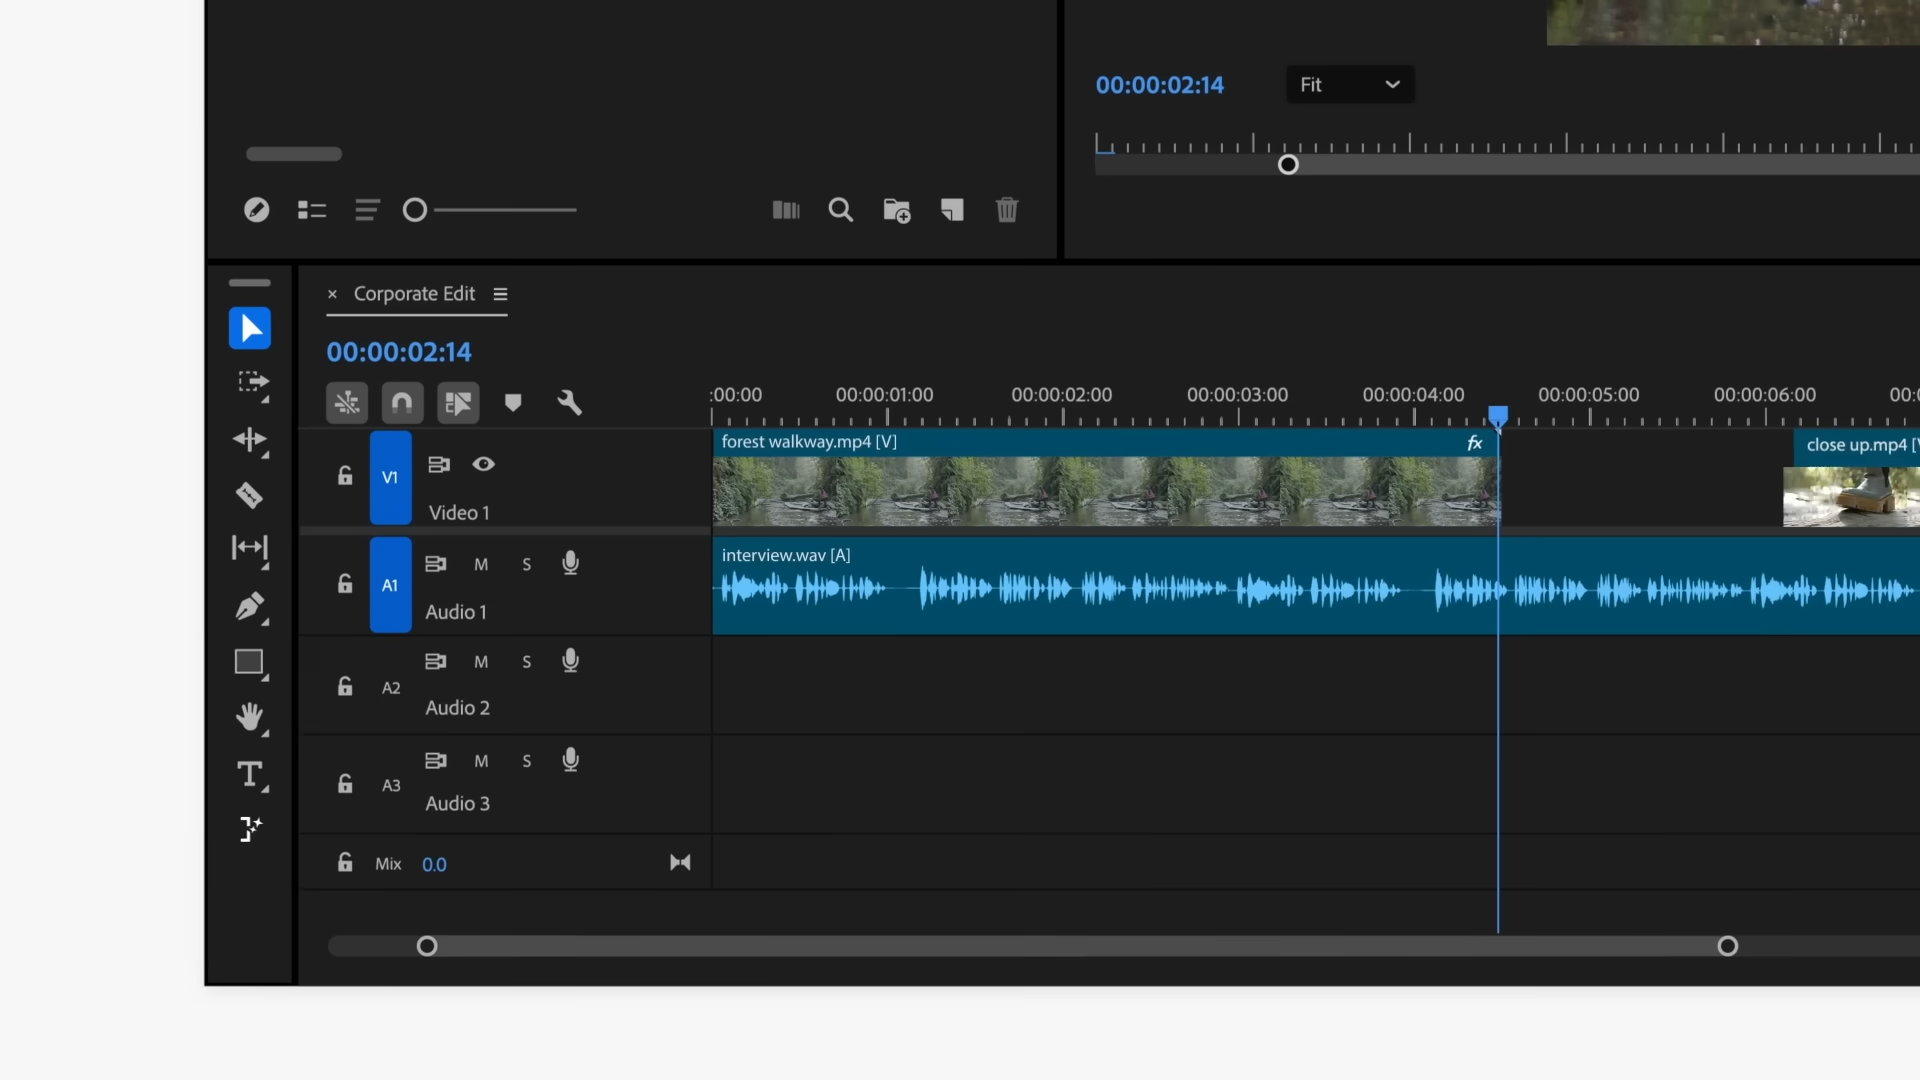 00:00:02:14
Fit
Corporate Edit
00:00:02:14
:00:00 00:00:01:00 00:00:02:00 00:00:03:00 00:00:04:00 00:00:05:00 00:00:06:00 00:
forest walkway.mp4 [V]
fx
close up.mp4 [V
V1
Video 1
interview.wav [A]
A1
M S
Audio 1
A2
M S
Audio 2
A3
M S
Audio 3
Mix 0.0